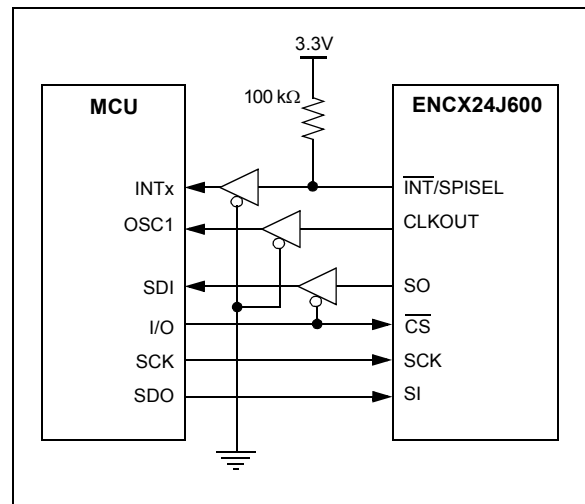 3.3V
100 kΩ
MCU
ENCX24J600
INTx
INT/SPISEL
OSC1
CLKOUT
SDI
SO
I/O
CS
SCK
SCK
SDO
SI